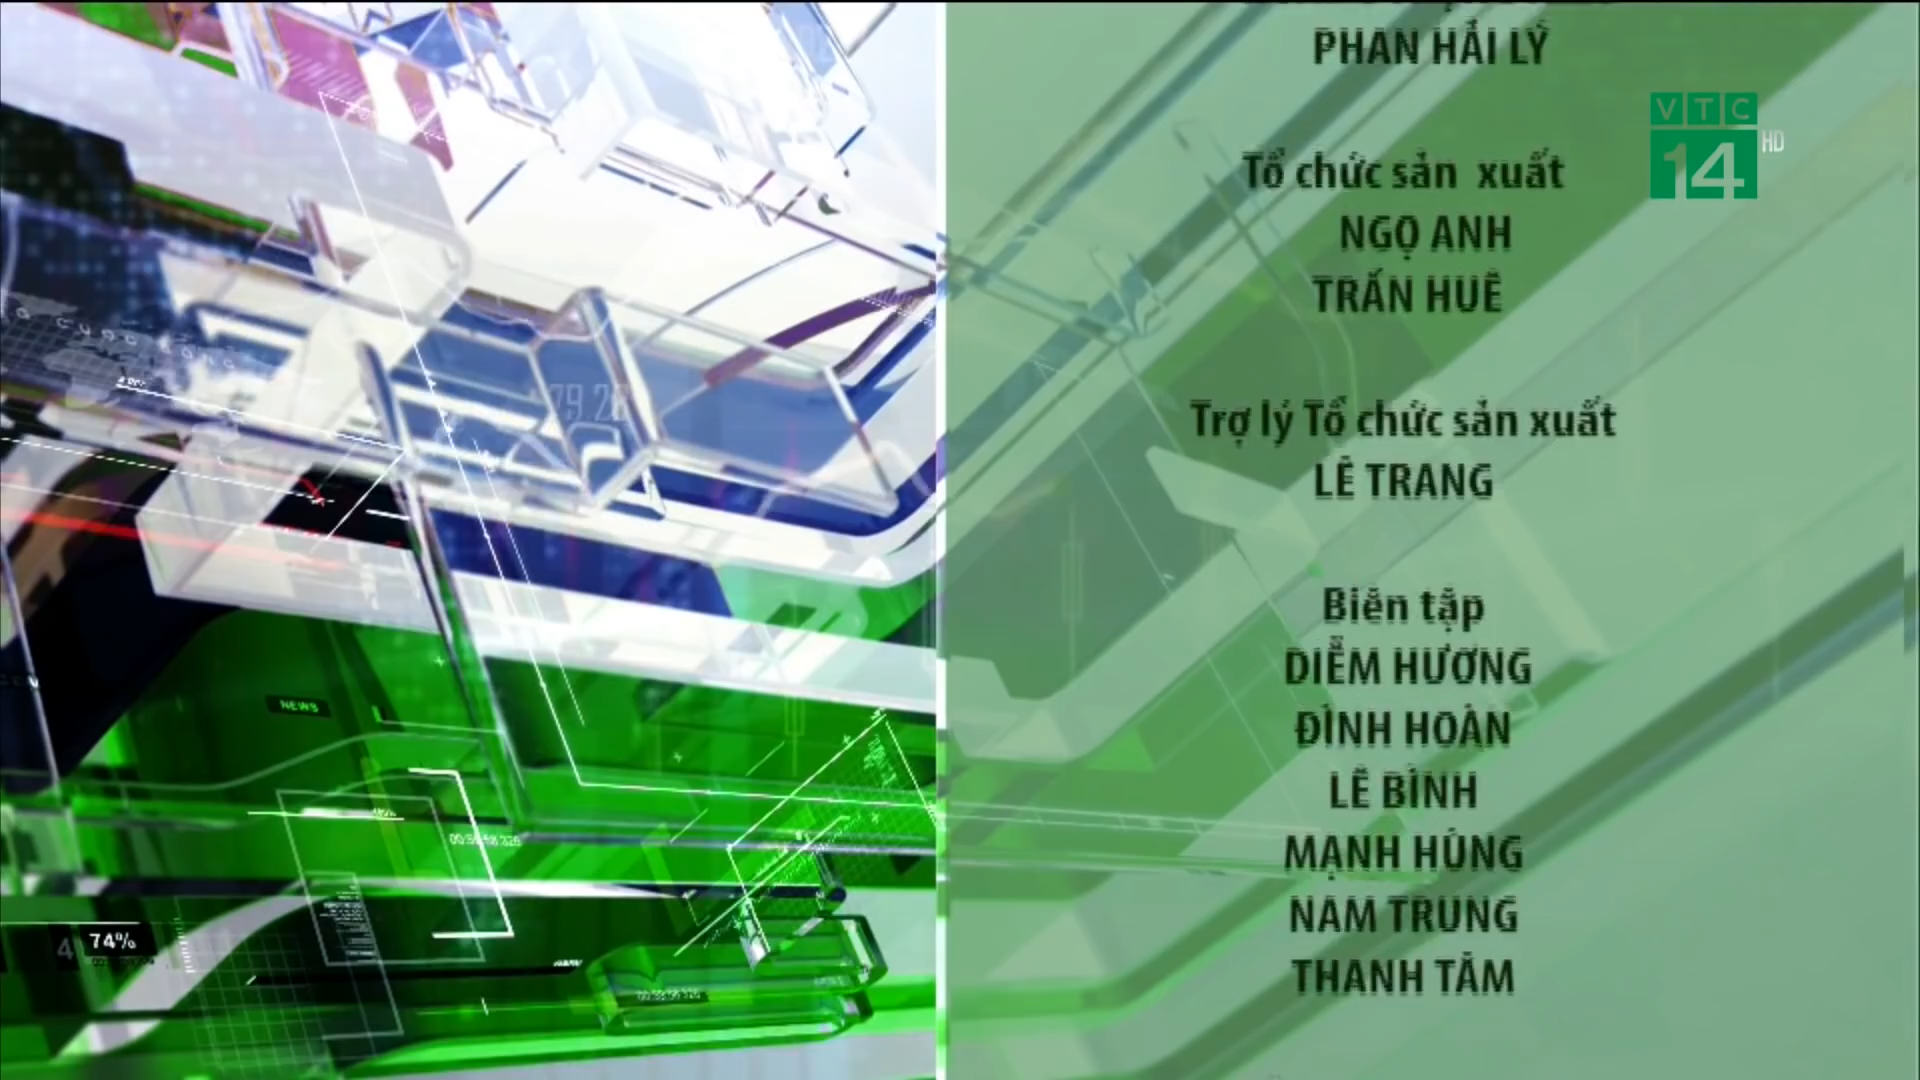 PHAN HẢI LÝ
VTC
14
HD
Tổ chức sản xuất
NGỌ ANH
TRẦN HUÊ
Trợ lý Tổ chức sản xuất
LÊ TRANG
Biên tập
DIỄM HƯƠNG
ĐÌNH HOÀN
LÊ BÌNH
MẠNH HÙNG
NAM TRUNG
THANH TÂM
NEWS
74%